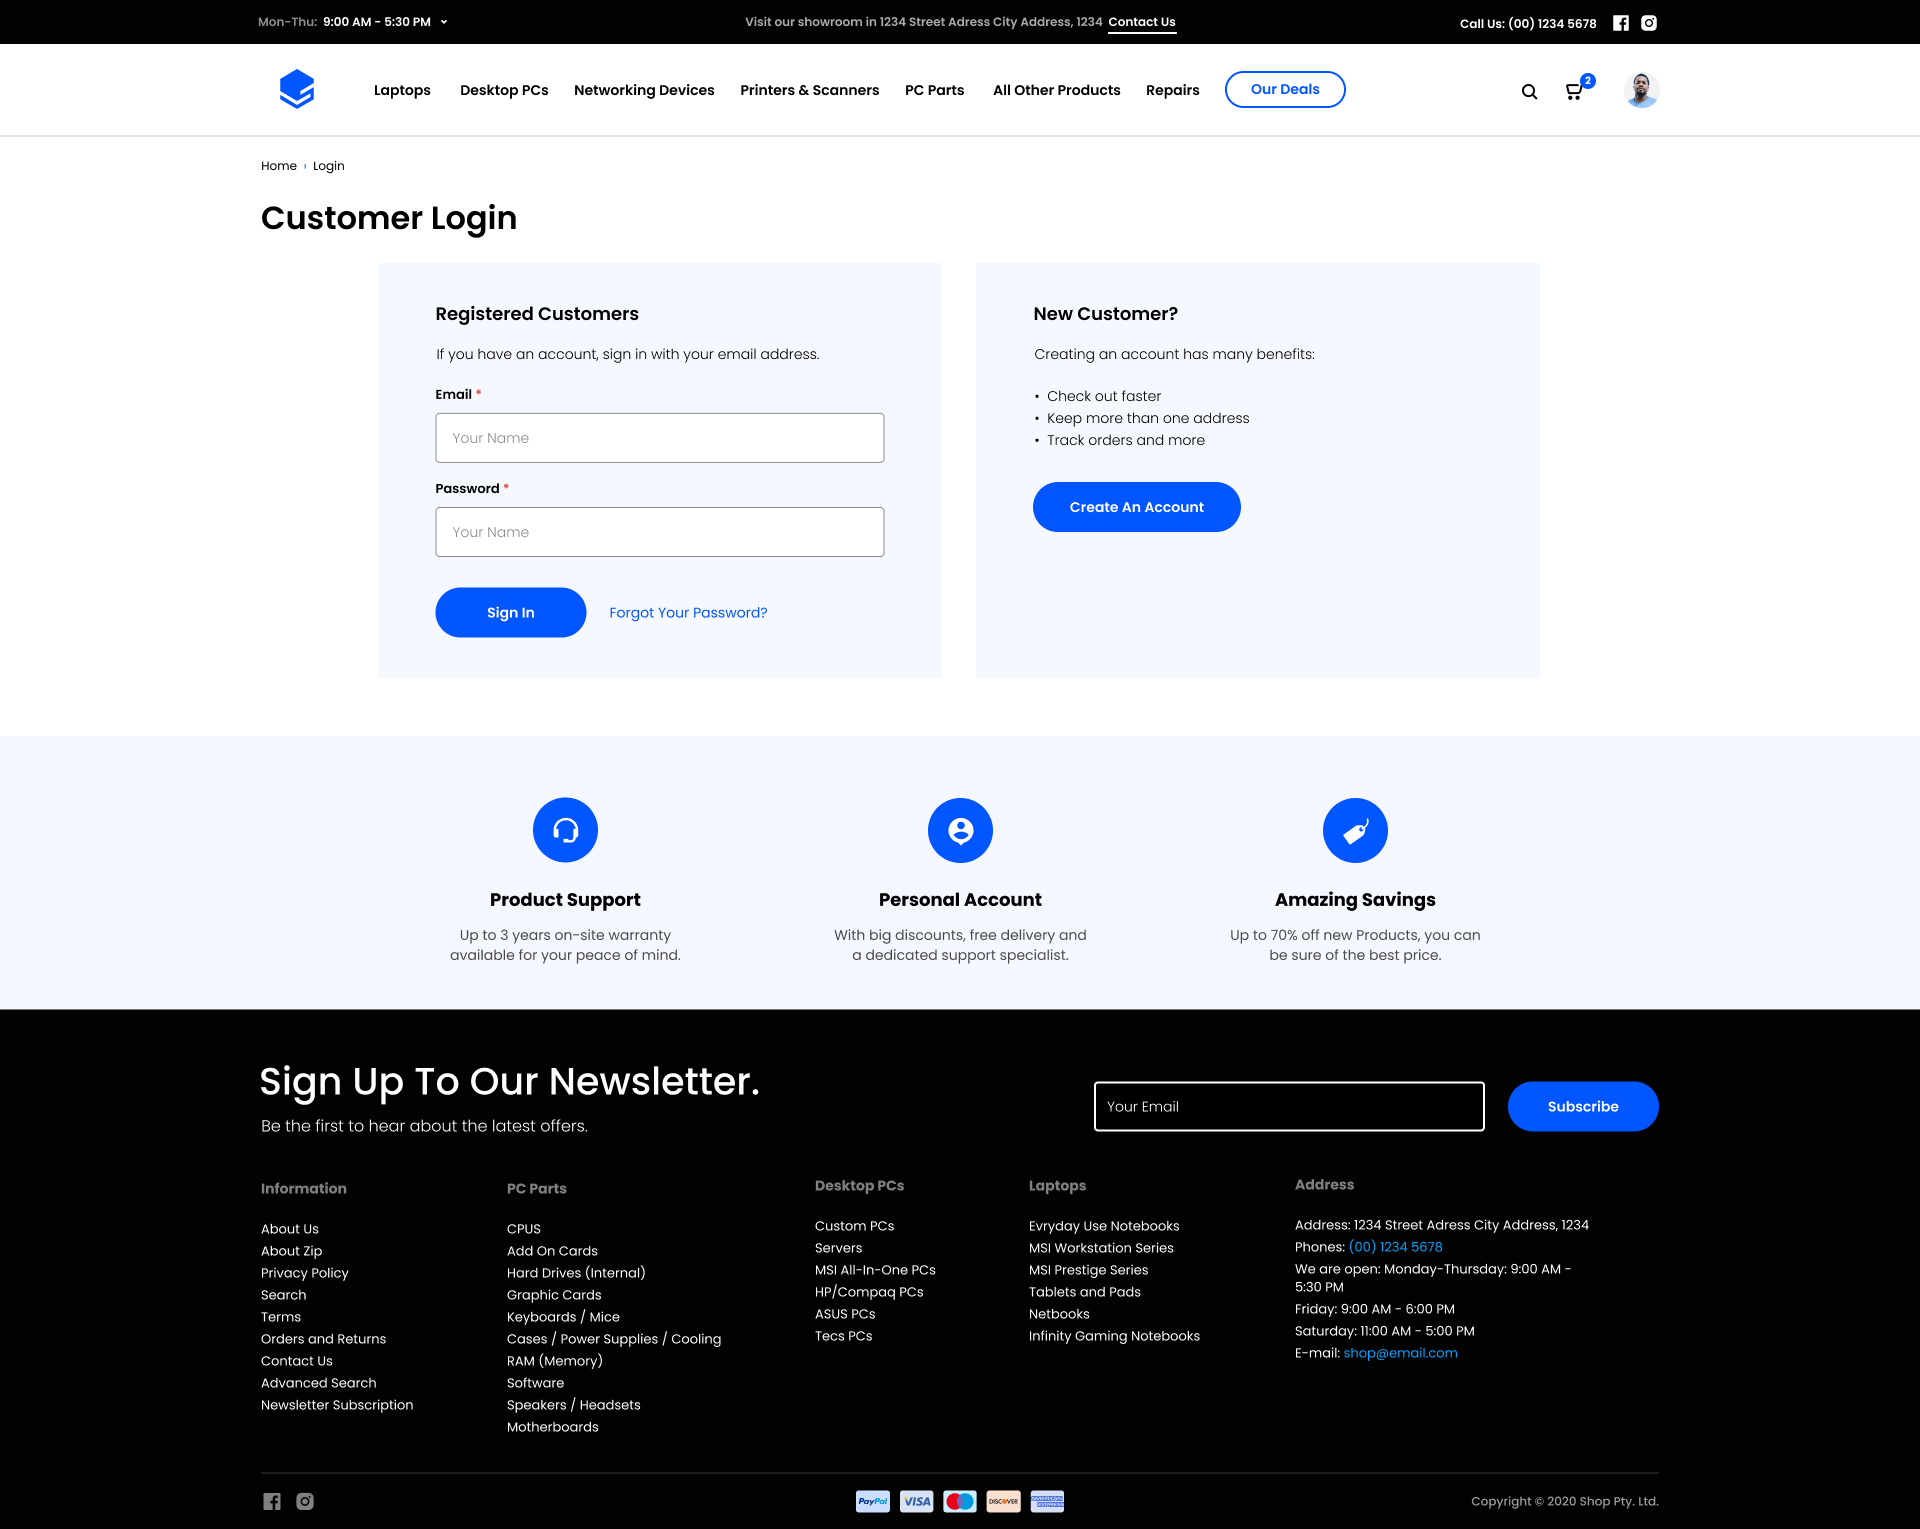 Mon-Thu: 9:00 AM - 5:30 PM
Visit our showroom in 1234 Street Adress City Address, 1234 Contact Us
Call Us: (00) 1234 5678
Laptops
Desktop PCs
Networking Devices
Printers & Scanners
PC Parts
All Other Products
Repairs
Our Deals
2
Home › Login
Customer Login
Registered Customers
If you have an account, sign in with your email address.
Email *
Your Name
Password *
Your Name
Sign In
Forgot Your Password?
New Customer?
Creating an account has many benefits:
• Check out faster
• Keep more than one address
• Track orders and more
Create An Account
Product Support
Up to 3 years on-site warranty
available for your peace of mind.
Personal Account
With big discounts, free delivery and
a dedicated support specialist.
Amazing Savings
Up to 70% off new Products, you can
be sure of the best price.
Sign Up To Our Newsletter.
Be the first to hear about the latest offers.
Your Email
Subscribe
Information
About Us
About Zip
Privacy Policy
Search
Terms
Orders and Returns
Contact Us
Advanced Search
Newsletter Subscription
PC Parts
CPUS
Add On Cards
Hard Drives (Internal)
Graphic Cards
Keyboards / Mice
Cases / Power Supplies / Cooling
RAM (Memory)
Software
Speakers / Headsets
Motherboards
Desktop PCs
Custom PCs
Servers
MSI All-In-One PCs
HP/Compaq PCs
ASUS PCs
Tecs PCs
Laptops
Evryday Use Notebooks
MSI Workstation Series
MSI Prestige Series
Tablets and Pads
Netbooks
Infinity Gaming Notebooks
Address
Address: 1234 Street Adress City Address, 1234
Phones: (00) 1234 5678
We are open: Monday-Thursday: 9:00 AM -
5:30 PM
Friday: 9:00 AM - 6:00 PM
Saturday: 11:00 AM - 5:00 PM
E-mail: shop@email.com
PayPal
VISA
DISCOVER
AMERICAN
EXPRESS
Copyright © 2020 Shop Pty. Ltd.